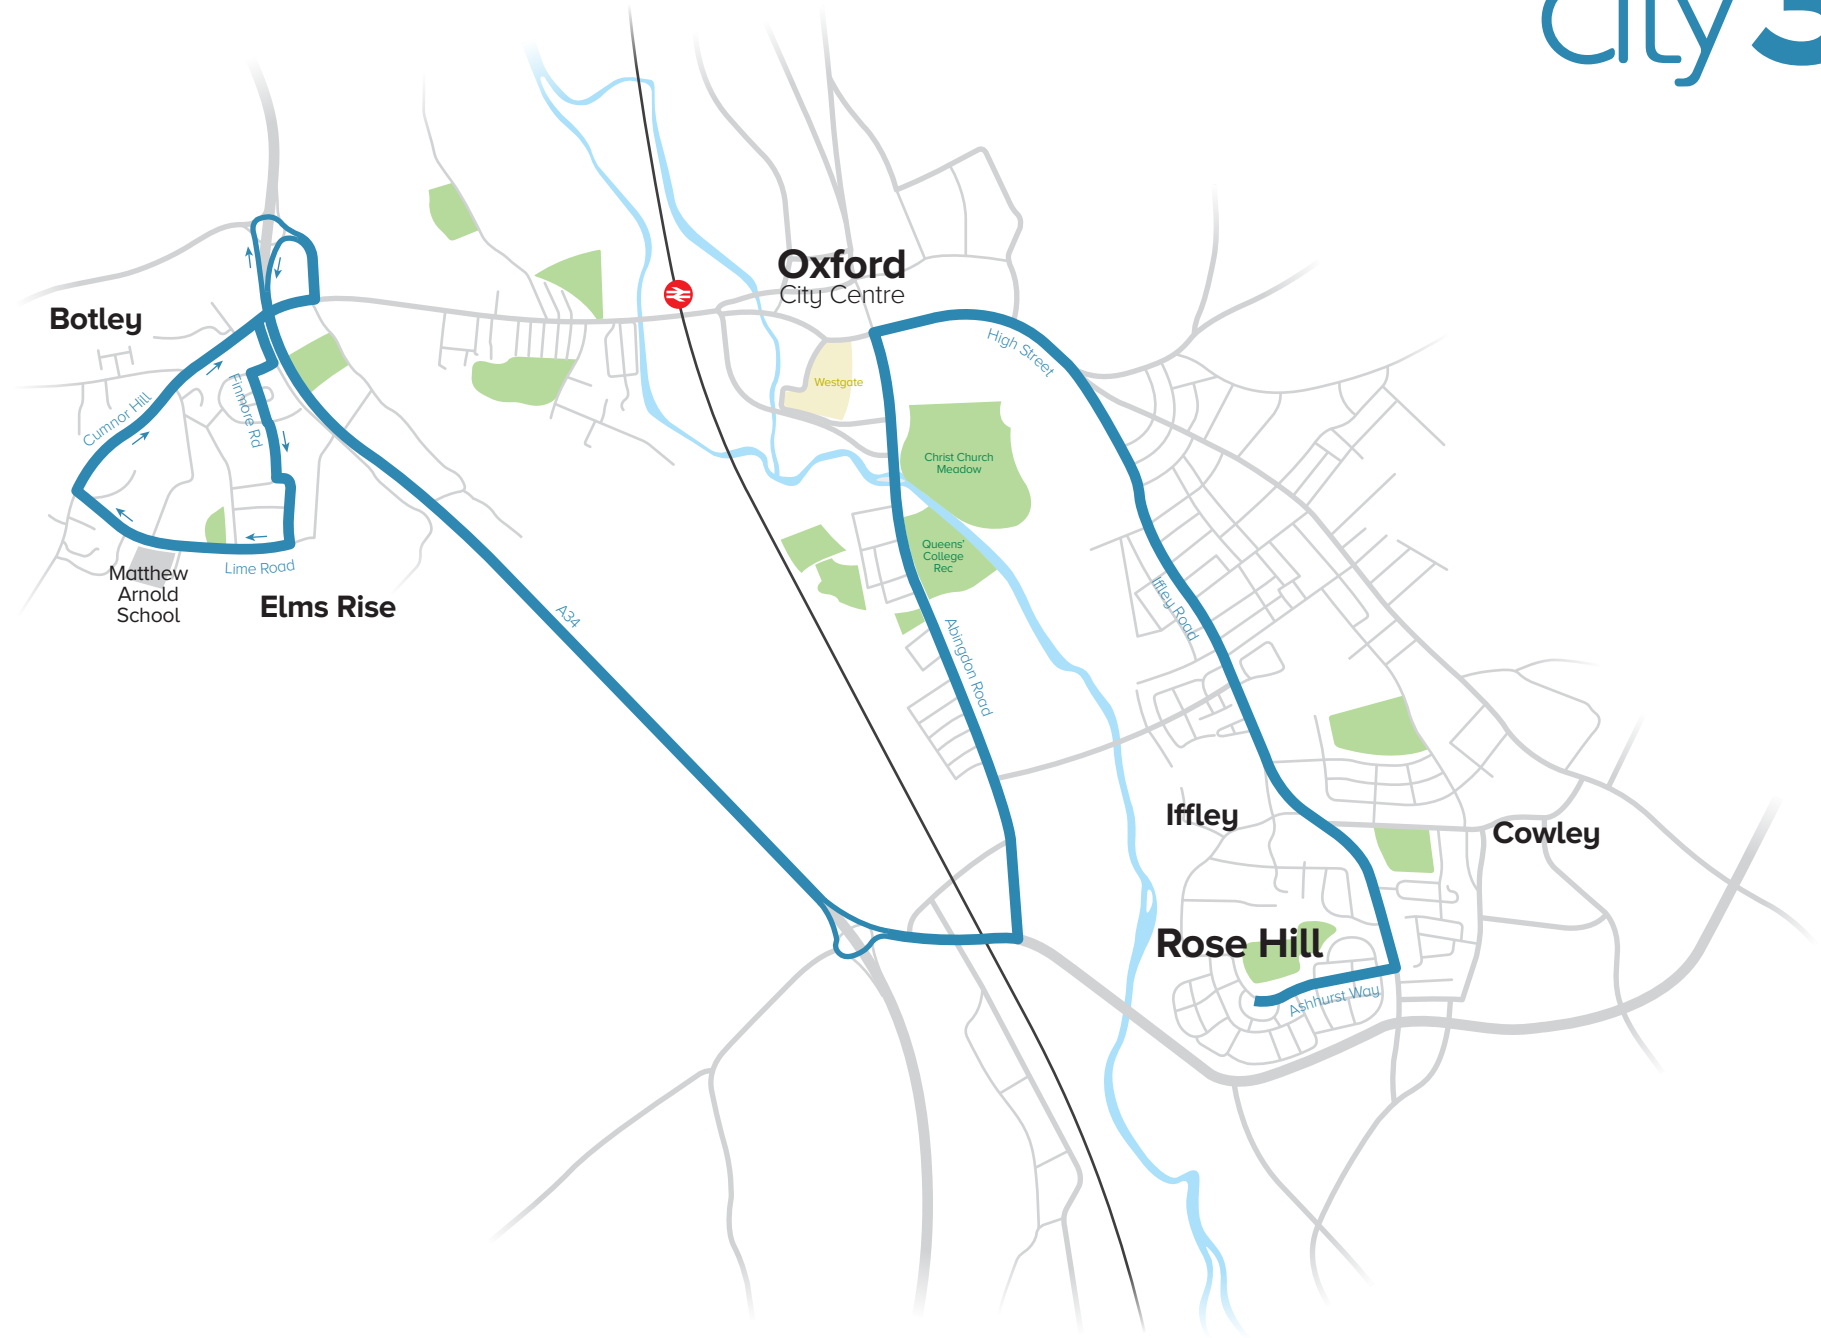 city
Oxford
City Centre
Botley
High Street
Westgate
Cumnor Hill
Finmore Rd
Christ Church
Meadow
Queens'
College
Rec
Lime Road
Matthew
Arnold
School
Elms Rise
A34
Iffley Road
Abingdon Road
Iffley
Cowley
Rose Hill
Ashhurst Way